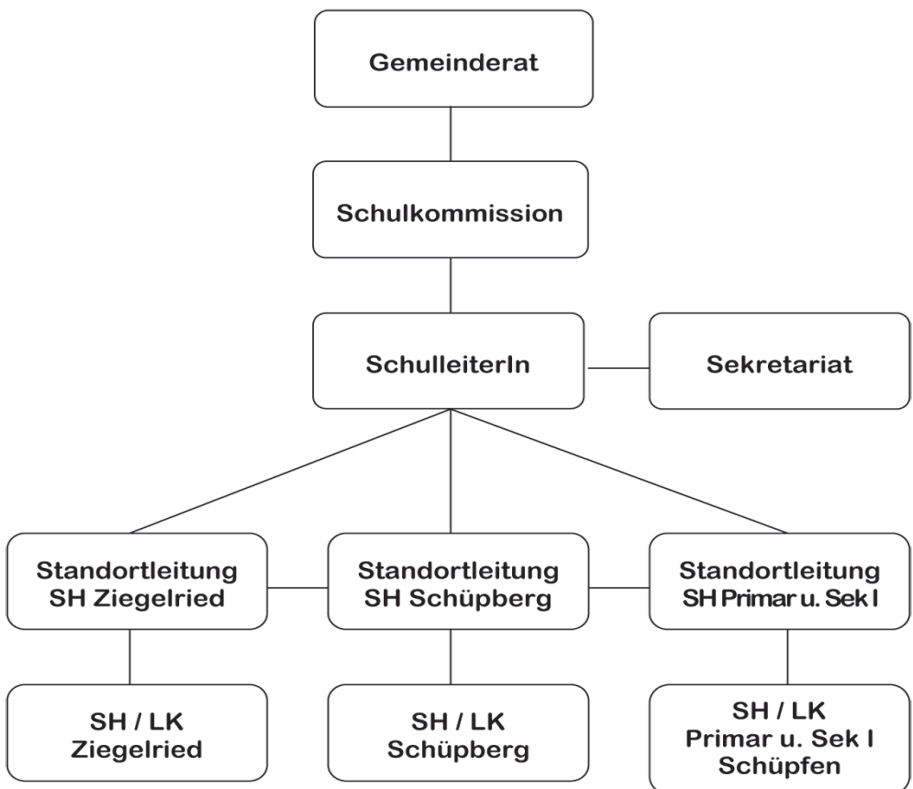 Gemeinderat
Schulkommission
SchulleiterIn
Sekretariat
Standortleitung
SH Ziegelried
Standortleitung
SH Schüpberg
Standortleitung
SH Primar u. Sek I
SH / LK
Ziegelried
SH / LK
Schüpberg
SH / LK
Primar u. Sek I
Schüpfen